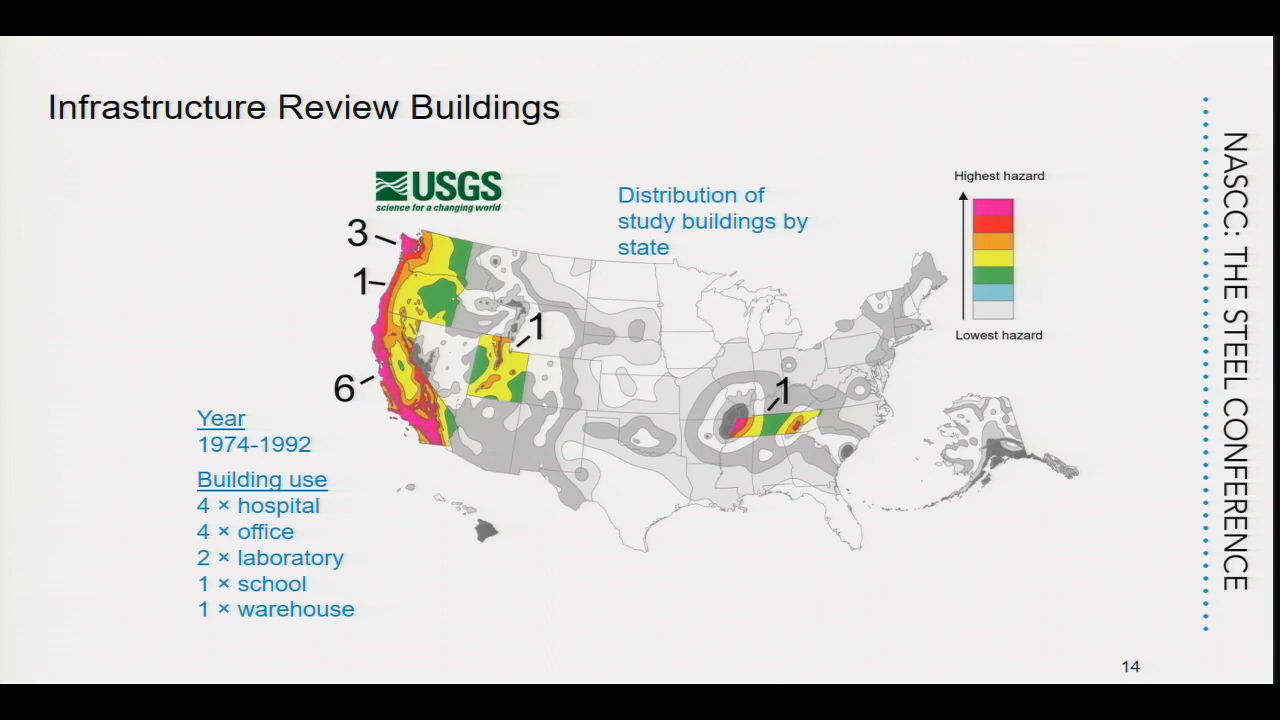 Infrastructure Review Buildings
USGS
science for a changing world
Distribution of
study buildings by
state
Highest hazard
Lowest hazard
3
1
1
6
1
Year
1974-1992
Building use
4 × hospital
4 × office
2 × laboratory
1 × school
1 × warehouse
NASCC: THE STEEL CONFERENCE
14